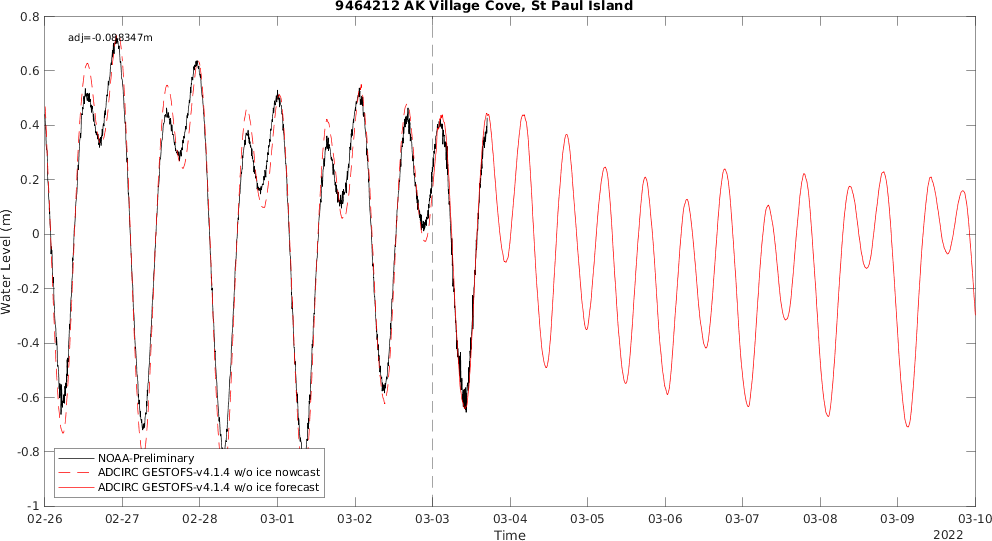 9464212 AK Village Cove, St Paul Island
adj=-0.088347m
0.8
0.6
0.4
0.2
0
-0.2
-0.4
-0.6
-0.8
-1
Water Level (m)
NOAA-Preliminary
ADCIRC GESTOFS-v4.1.4 w/o ice nowcast
ADCIRC GESTOFS-v4.1.4 w/o ice forecast
02-26 02-27 02-28 03-01 03-02 03-03 03-04 03-05 03-06 03-07 03-08 03-09 03-10
Time
2022